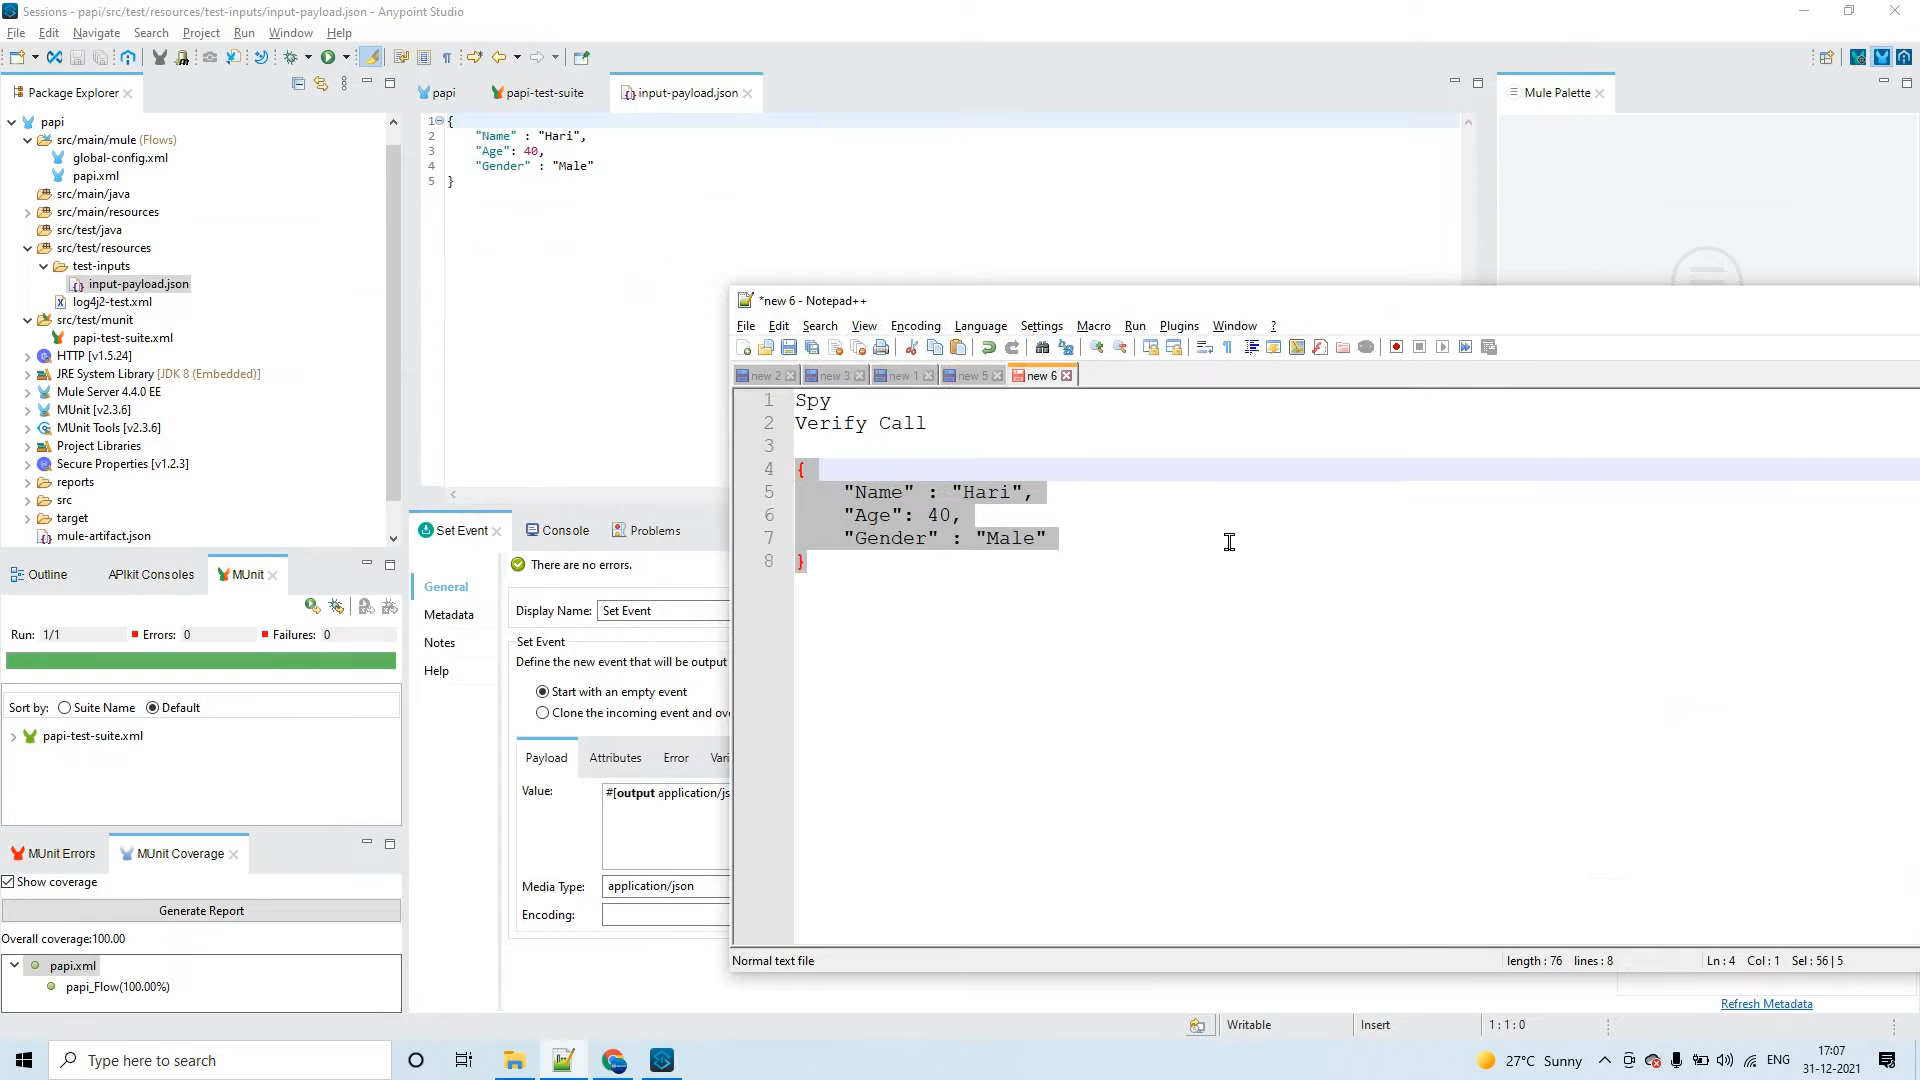 Sessions - papi/src/test/resources/test-inputs/input-payload.json - Anypoint Studio
File Edit Navigate Search Project Run Window Help
Package Explorer
papi
papi-test-suite
input-payload.json
Mule Palette
papi
src/main/mule (Flows)
global-config.xml
papi.xml
src/main/java
src/main/resources
src/test/java
src/test/resources
test-inputs
input-payload.json
log4j2-test.xml
src/test/munit
papi-test-suite.xml
HTTP [v1.5.24]
JRE System Library [JDK 8 (Embedded)]
Mule Server 4.4.0 EE
MUnit [v2.3.6]
MUnit Tools [v2.3.6]
Project Libraries
Secure Properties [v1.2.3]
reports
src
target
mule-artifact.json
1 {
2 "Name" : "Hari",
3 "Age": 40,
4 "Gender" : "Male"
5 }
*new 6 - Notepad++
File Edit Search View Encoding Language Settings Macro Run Plugins Window ?
new 2 new 3 new 1 new 5 new 6
1 Spy
2 Verify Call
3
4 {
5 "Name" : "Hari",
6 "Age": 40,
7 "Gender" : "Male"
8 }
Normal text file length : 76 lines : 8 Ln : 4 Col : 1 Sel : 56 | 5
Outline APIkit Consoles MUnit
Run: 1/1 Errors: 0 Failures: 0
Sort by: Suite Name Default
papi-test-suite.xml
MUnit Errors MUnit Coverage
Show coverage
Generate Report
Overall coverage:100.00
papi.xml
papi_Flow(100.00%)
Set Event Console Problems
There are no errors.
General
Metadata
Notes
Help
Display Name: Set Event
Set Event
Define the new event that will be output
Start with an empty event
Clone the incoming event and ov
Payload Attributes Error Vari
Value: #[output application/js
Media Type: application/json
Encoding:
Refresh Metadata
Writable Insert 1 : 1 : 0
Type here to search
27°C Sunny
ENG
17:07
31-12-2021